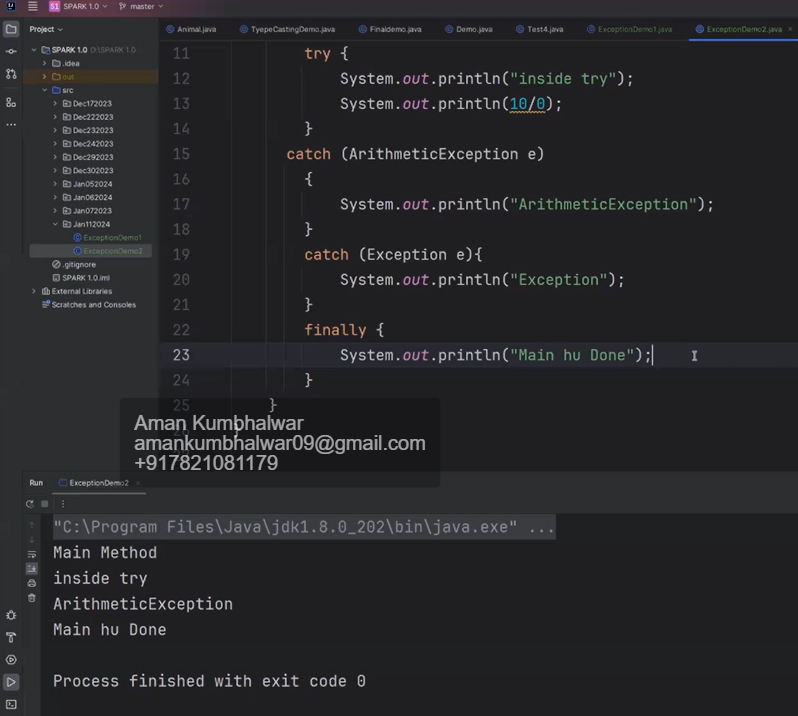 SPARK 1.0
master
Project
Animal.java
TyepeCastingDemo.java
Finaldemo.java
Demo.java
Test4.java
ExceptionDemo1.java
ExceptionDemo2.java
SPARK 1.0 D:\SPARK 1.0
.idea
out
src
Dec172023
Dec222023
Dec232023
Dec242023
Dec292023
Dec302023
Jan052024
Jan062024
Jan072023
Jan112024
ExceptionDemo1
ExceptionDemo2
.gitignore
SPARK 1.0.iml
External Libraries
Scratches and Consoles
11 try {
12 System.out.println("inside try");
13 System.out.println(10/0);
14 }
15 catch (ArithmeticException e)
16 {
17 System.out.println("ArithmeticException");
18 }
19 catch (Exception e){
20 System.out.println("Exception");
21 }
22 finally {
23 System.out.println("Main hu Done");
24 }
25 }
}
Aman Kumbhalwar
amankumbhalwar09@gmail.com
+917821081179
Run ExceptionDemo2
"C:\Program Files\Java\jdk1.8.0_202\bin\java.exe" ...
Main Method
inside try
ArithmeticException
Main hu Done
Process finished with exit code 0